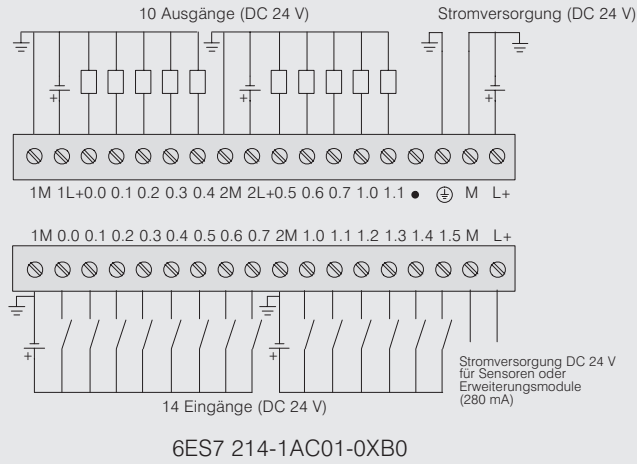 10 Ausgänge (DC 24 V) Stromversorgung (DC 24 V)
+ + +
1M 1L+0.0 0.1 0.2 0.3 0.4 2M 2L+0.5 0.6 0.7 1.0 1.1 ● M L+
1M 0.0 0.1 0.2 0.3 0.4 0.5 0.6 0.7 2M 1.0 1.1 1.2 1.3 1.4 1.5 M L+
+ +
Stromversorgung DC 24 V
für Sensoren oder
Erweiterungsmodule
(280 mA)
14 Eingänge (DC 24 V)
6ES7 214-1AC01-0XB0